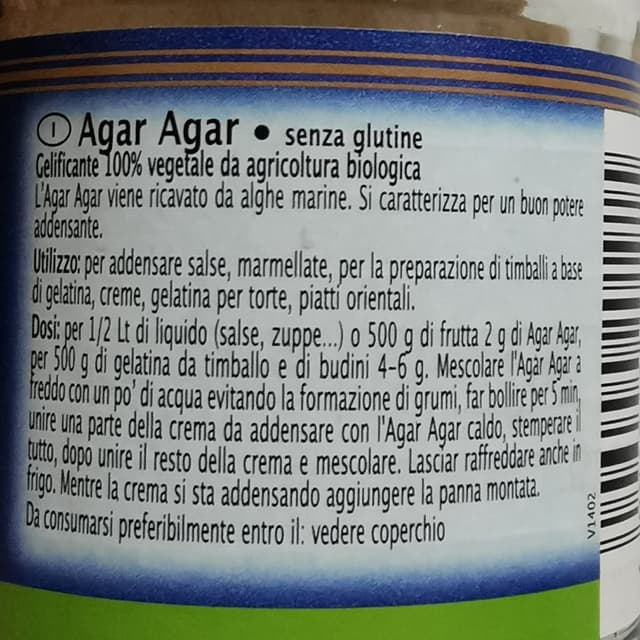 I Agar Agar • senza glutine
Gelificante 100% vegetale da agricoltura biologica
L'Agar Agar viene ricavato da alghe marine. Si caratterizza per un buon potere
addensante.
Utilizzo: per addensare salse, marmellate, per la preparazione di timballi a base
di gelatina, creme, gelatina per torte, piatti orientali.
Dosi: per 1/2 Lt di liquido (salse, zuppe...) o 500 g di frutta 2 g di Agar Agar,
per 500 g di gelatina da timballo e di budini 4-6 g. Mescolare l'Agar Agar a
freddo con un po' di acqua evitando la formazione di grumi, far bollire per 5 min,
unire una parte della crema da addensare con l'Agar Agar caldo, stemperare il
tutto, dopo unire il resto della crema e mescolare. Lasciar raffreddare anche in
frigo. Mentre la crema si sta addensando aggiungere la panna montata.
Da consumarsi preferibilmente entro il: vedere coperchio
V1402